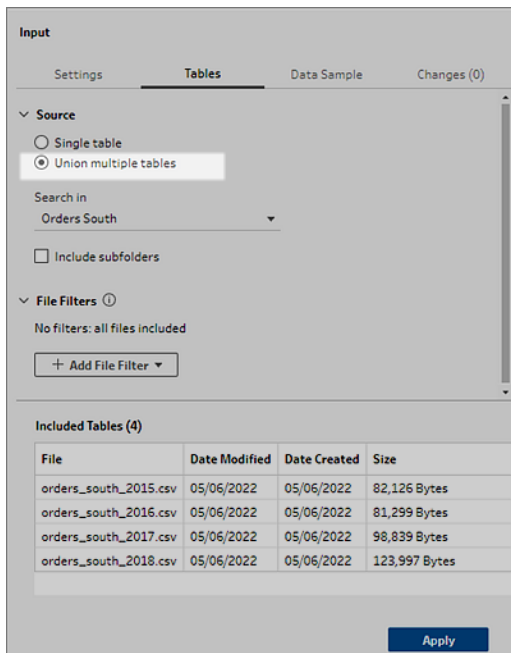 Input
Settings Tables Data Sample Changes (0)
Source
Single table
Union multiple tables
Search in
Orders South
Include subfolders
File Filters
No filters: all files included
+ Add File Filter
Included Tables (4)
File Date Modified Date Created Size
orders_south_2015.csv 05/06/2022 05/06/2022 82,126 Bytes
orders_south_2016.csv 05/06/2022 05/06/2022 81,299 Bytes
orders_south_2017.csv 05/06/2022 05/06/2022 98,839 Bytes
orders_south_2018.csv 05/06/2022 05/06/2022 123,997 Bytes
Apply